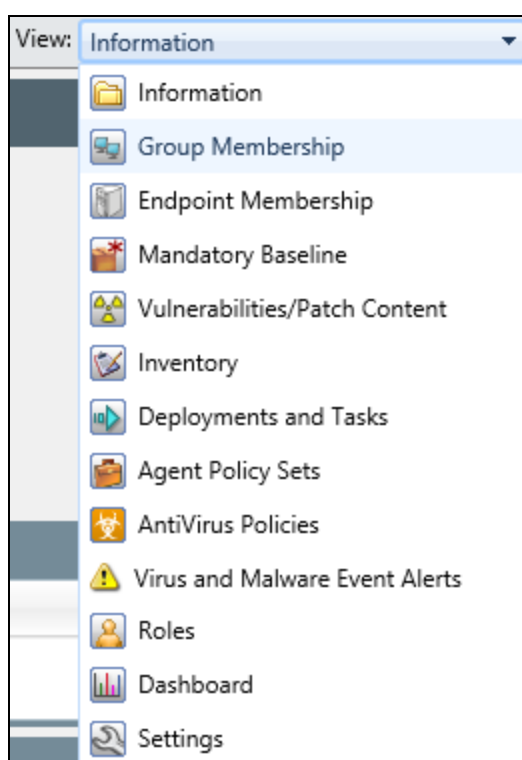 View: Information
Information
Group Membership
Endpoint Membership
Mandatory Baseline
Vulnerabilities/Patch Content
Inventory
Deployments and Tasks
Agent Policy Sets
AntiVirus Policies
Virus and Malware Event Alerts
Roles
Dashboard
Settings